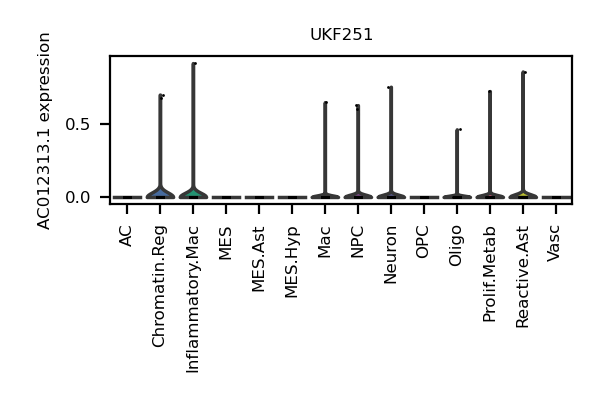 UKF251
AC012313.1 expression
0.5
0.0
AC
Chromatin.Reg
Inflammatory.Mac
MES
MES.Ast
MES.Hyp
Mac
NPC
Neuron
OPC
Oligo
Prolif.Metab
Reactive.Ast
Vasc